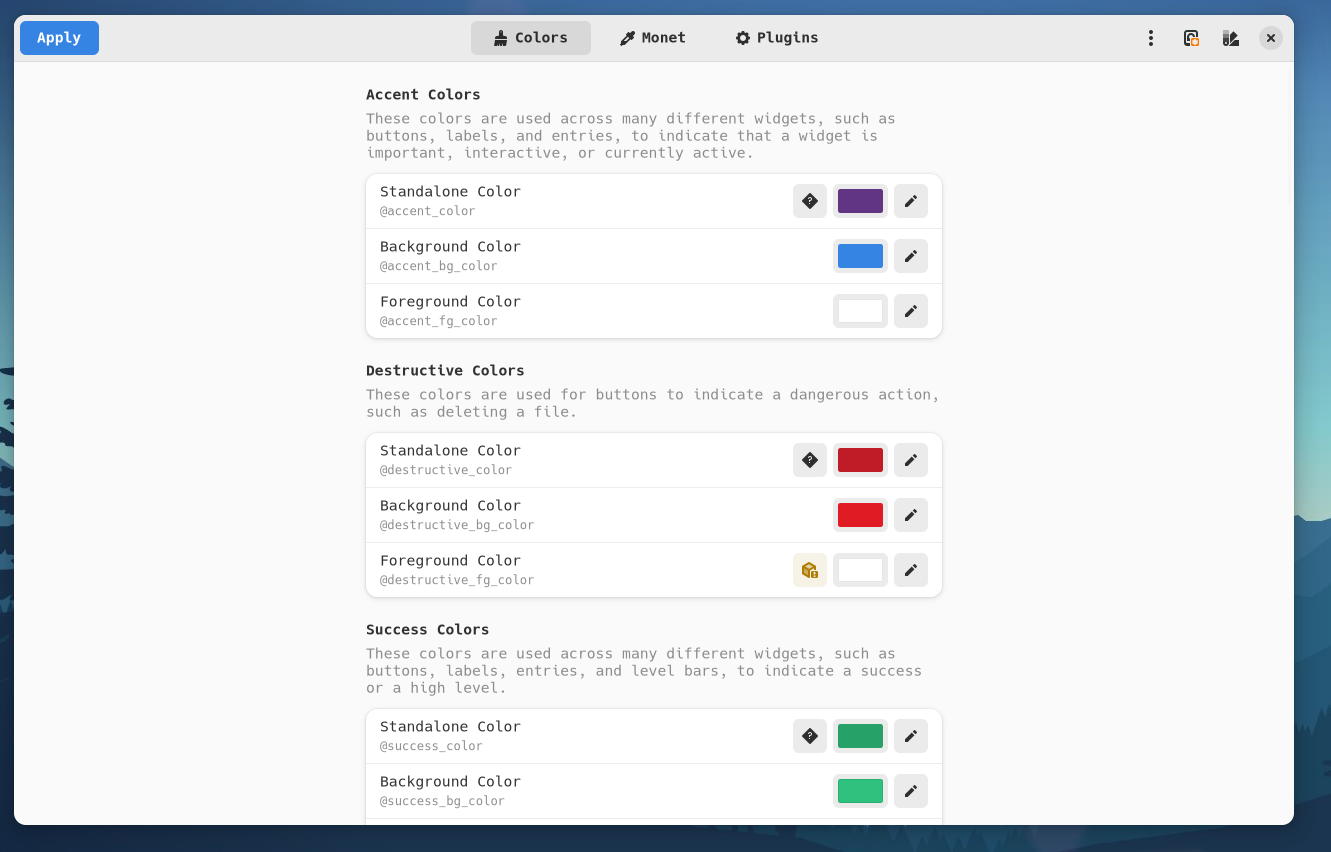 Apply
Colors
Monet
Plugins
Accent Colors
These colors are used across many different widgets, such as
buttons, labels, and entries, to indicate that a widget is
important, interactive, or currently active.
Standalone Color
@accent_color
Background Color
@accent_bg_color
Foreground Color
@accent_fg_color
Destructive Colors
These colors are used for buttons to indicate a dangerous action,
such as deleting a file.
Standalone Color
@destructive_color
Background Color
@destructive_bg_color
Foreground Color
@destructive_fg_color
Success Colors
These colors are used across many different widgets, such as
buttons, labels, entries, and level bars, to indicate a success
or a high level.
Standalone Color
@success_color
Background Color
@success_bg_color